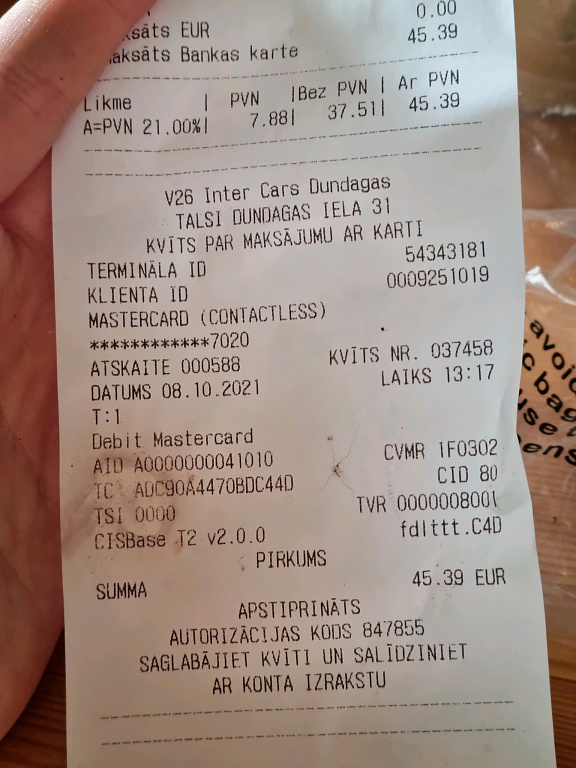 0.00
EUR
45.39
Maksāts Bankas karte
Likme | PVN |Bez PVN | Ar PVN
A=PVN 21.00%| 7.88| 37.51| 45.39
V26 Inter Cars Dundagas
TALSI DUNDAGAS IELA 31
KVĪTS PAR MAKSĀJUMU AR KARTI
TERMINĀLA ID 54343181
KLIENTA ID 0009251019
MASTERCARD (CONTACTLESS)
************7020
ATSKAITE 000588 KVĪTS NR. 037458
DATUMS 08.10.2021 LAIKS 13:17
T:1
Debit Mastercard
AID A0000000041010 CVMR 1F0302
TC ADC90A4470BDC44D CID 80
TSI 0000 TVR 0000008001
CISBase T2 v2.0.0 fdlttt.C4D
PIRKUMS
SUMMA 45.39 EUR
APSTIPRINĀTS
AUTORIZĀCIJAS KODS 847855
SAGLABĀJIET KVĪTI UN SALĪDZINIET
AR KONTA IZRAKSTU
avoid
bag
use